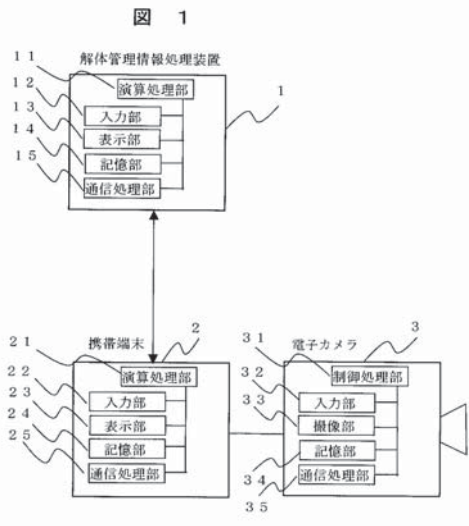 図 1
解体管理情報処理装置
11
演算処理部
1
12
入力部
13
表示部
14
記憶部
15
通信処理部
携帯端末
2
21
演算処理部
22
入力部
23
表示部
24
記憶部
25
通信処理部
電子カメラ
3
31
制御処理部
32
入力部
33
撮像部
34
記憶部
35
通信処理部